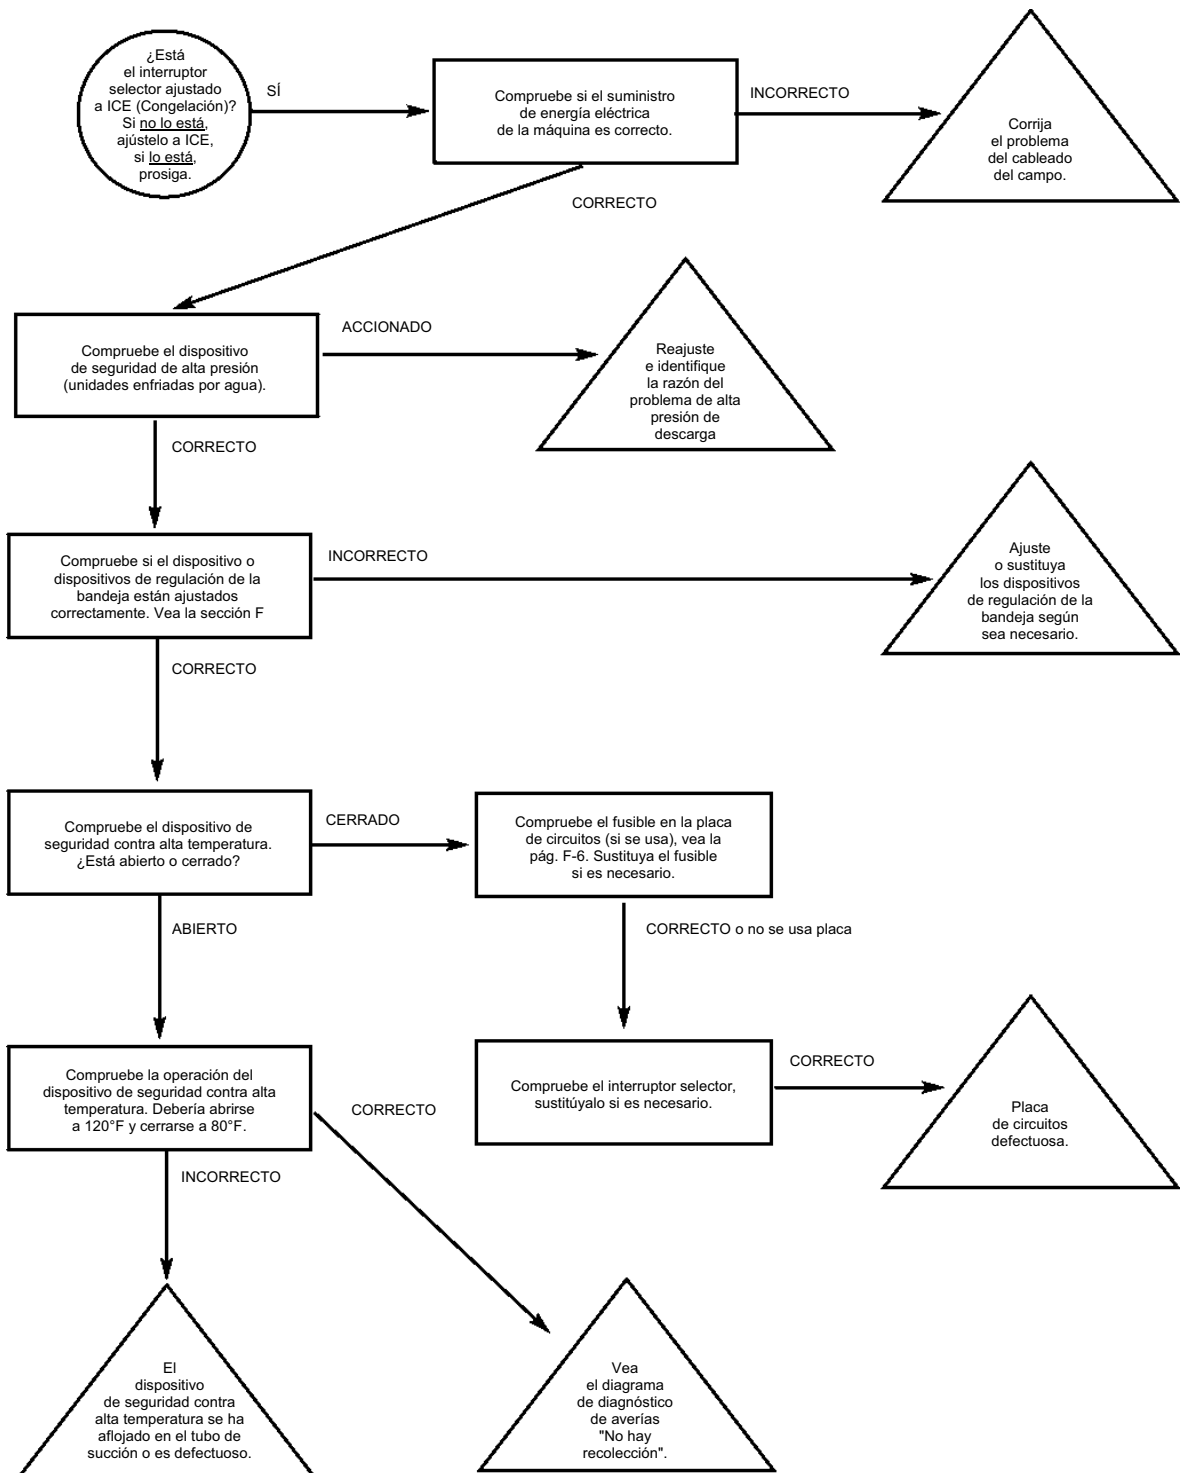 ¿Está
el interruptor
selector ajustado
a ICE (Congelación)?
Si no lo está,
ajústelo a ICE,
si lo está,
prosiga.
SÍ
Compruebe si el suministro
de energía eléctrica
de la máquina es correcto.
INCORRECTO
Corrija
el problema
del cableado
del campo.
CORRECTO
Compruebe el dispositivo
de seguridad de alta presión
(unidades enfriadas por agua).
ACCIONADO
Reajuste
e identifique
la razón del
problema de alta
presión de
descarga
CORRECTO
Compruebe si el dispositivo o
dispositivos de regulación de la
bandeja están ajustados
correctamente. Vea la sección F
INCORRECTO
Ajuste
o sustituya
los dispositivos
de regulación de la
bandeja según
sea necesario.
CORRECTO
Compruebe el dispositivo de
seguridad contra alta temperatura.
¿Está abierto o cerrado?
CERRADO
Compruebe el fusible en la placa
de circuitos (si se usa), vea la
pág. F-6. Sustituya el fusible
si es necesario.
ABIERTO
CORRECTO o no se usa placa
Compruebe la operación del
dispositivo de seguridad contra alta
temperatura. Debería abrirse
a 120°F y cerrarse a 80°F.
CORRECTO
Compruebe el interruptor selector,
sustitúyalo si es necesario.
CORRECTO
Placa
de circuitos
defectuosa.
INCORRECTO
El
dispositivo
de seguridad contra
alta temperatura se ha
aflojado en el tubo de
succión o es defectuoso.
Vea
el diagrama
de diagnóstico
de averías
"No hay
recolección".